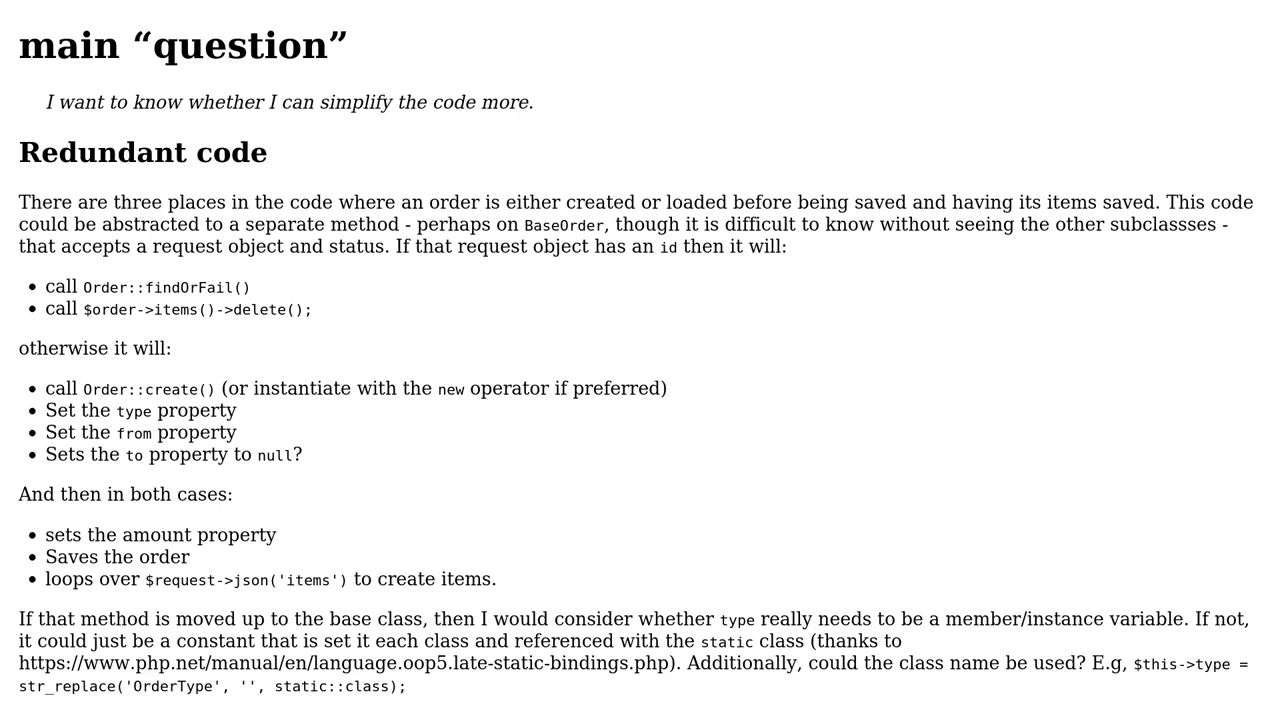 main “question”
I want to know whether I can simplify the code more.
Redundant code
There are three places in the code where an order is either created or loaded before being saved and having its items saved. This code
could be abstracted to a separate method - perhaps on BaseOrder, though it is difficult to know without seeing the other subclassses -
that accepts a request object and status. If that request object has an id then it will:
• call Order::findOrFail()
• call $order->items()->delete();
otherwise it will:
• call Order::create() (or instantiate with the new operator if preferred)
• Set the type property
• Set the from property
• Sets the to property to null?
And then in both cases:
• sets the amount property
• Saves the order
• loops over $request->json('items') to create items.
If that method is moved up to the base class, then I would consider whether type really needs to be a member/instance variable. If not,
it could just be a constant that is set it each class and referenced with the static class (thanks to
https://www.php.net/manual/en/language.oop5.late-static-bindings.php). Additionally, could the class name be used? E.g, $this->type =
str_replace('OrderType', '', static::class);